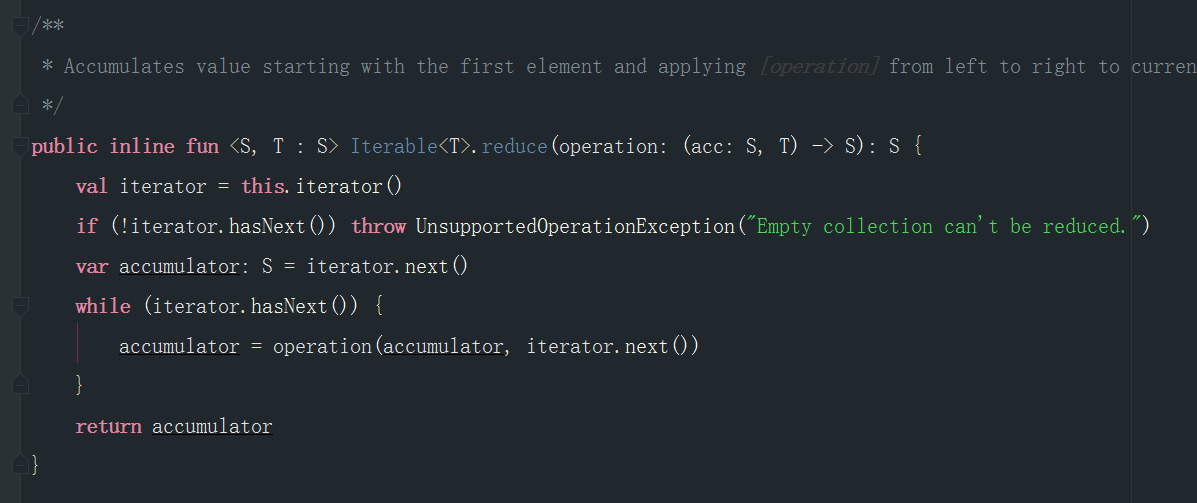 /**
 * Accumulates value starting with the first element and applying [operation] from left to right to curren
 */
public inline fun <S, T : S> Iterable<T>.reduce(operation: (acc: S, T) -> S): S {
    val iterator = this.iterator()
    if (!iterator.hasNext()) throw UnsupportedOperationException("Empty collection can't be reduced.")
    var accumulator: S = iterator.next()
    while (iterator.hasNext()) {
        accumulator = operation(accumulator, iterator.next())
    }
    return accumulator
}